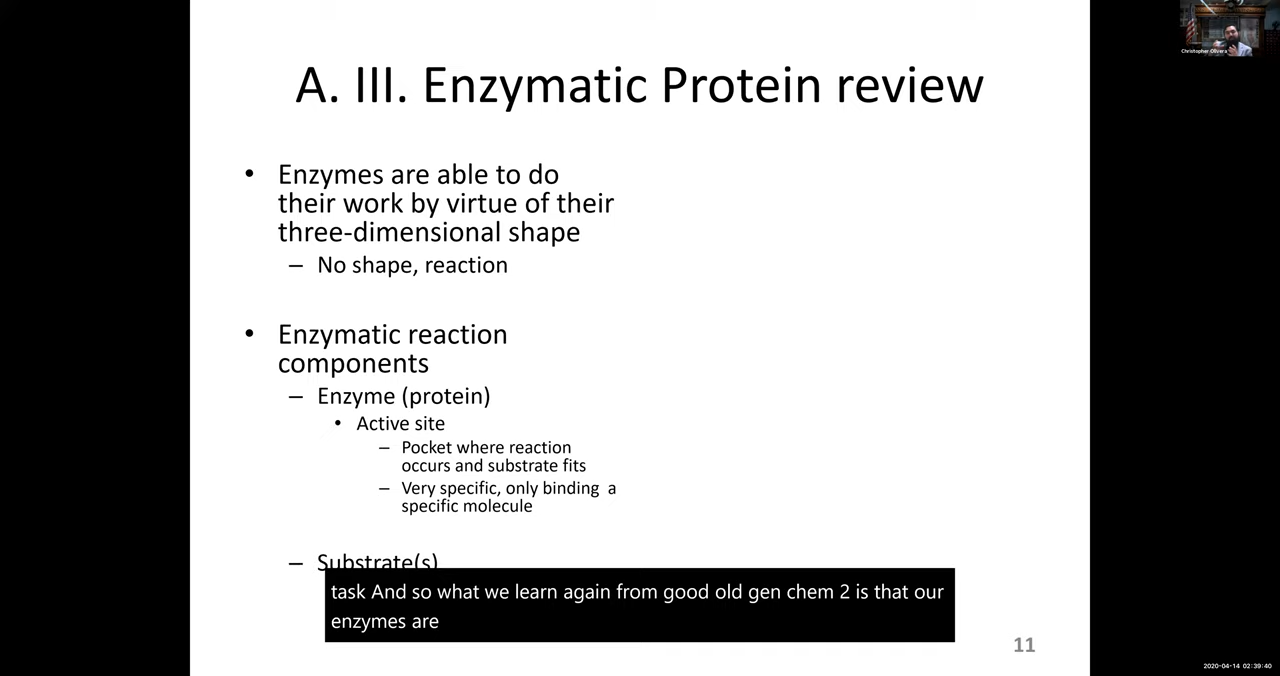 Christopher Olivera
A. III. Enzymatic Protein review
• Enzymes are able to do
their work by virtue of their
three-dimensional shape
– No shape, reaction
• Enzymatic reaction
components
– Enzyme (protein)
• Active site
– Pocket where reaction
occurs and substrate fits
– Very specific, only binding a
specific molecule
– Substrate(s)
task And so what we learn again from good old gen chem 2 is that our
enzymes are
11
2020-04-14 02:39:40